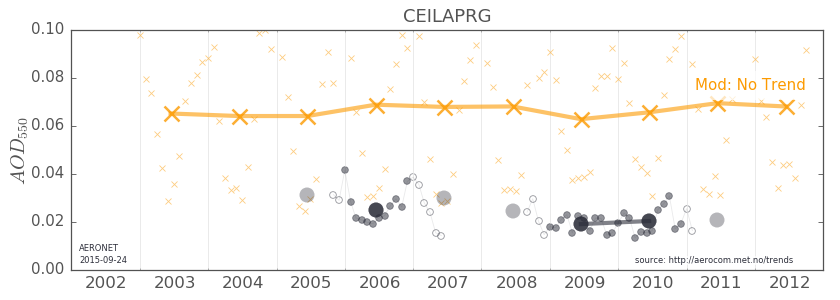 CEILAPRG
0.10
0.08
0.06
0.04
0.02
0.00
AOD550
Mod: No Trend
AERONET
2015-09-24
source: http://aerocom.met.no/trends
2002 2003 2004 2005 2006 2007 2008 2009 2010 2011 2012